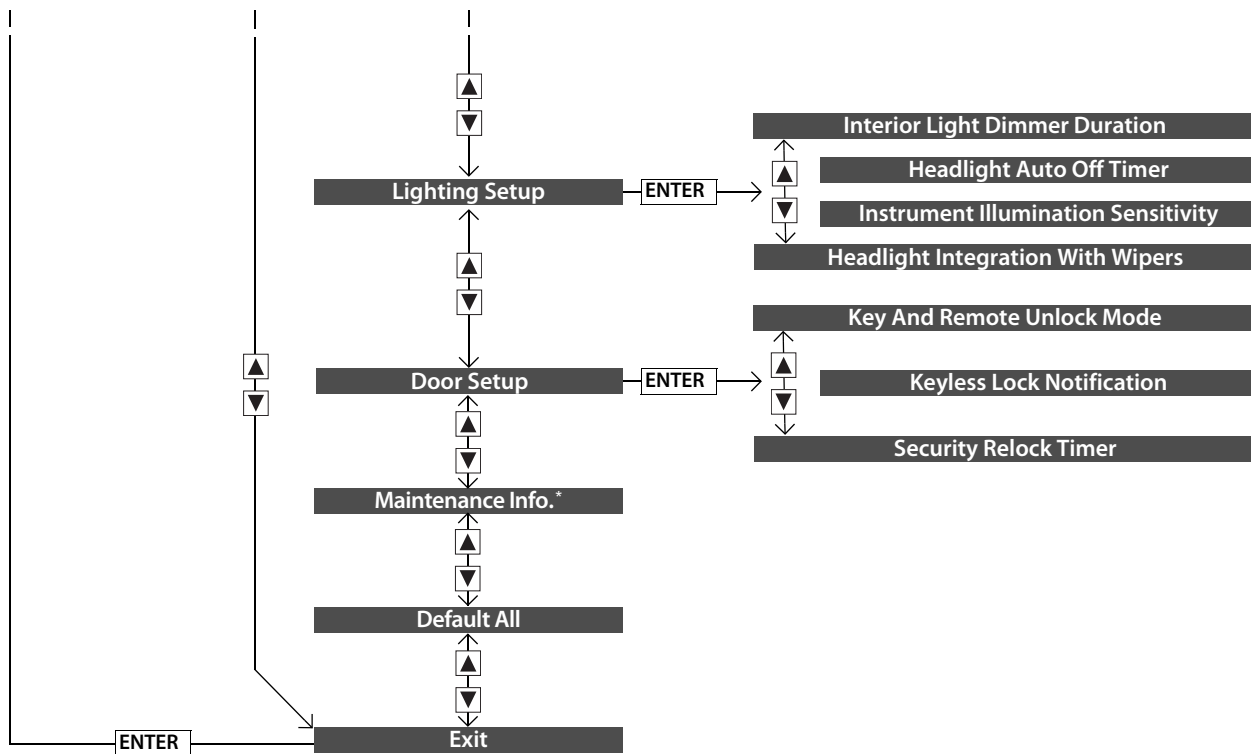 Interior Light Dimmer Duration
Headlight Auto Off Timer
Lighting Setup
ENTER
Instrument Illumination Sensitivity
Headlight Integration With Wipers
Key And Remote Unlock Mode
Door Setup
ENTER
Keyless Lock Notification
Security Relock Timer
Maintenance Info.*
Default All
ENTER
Exit